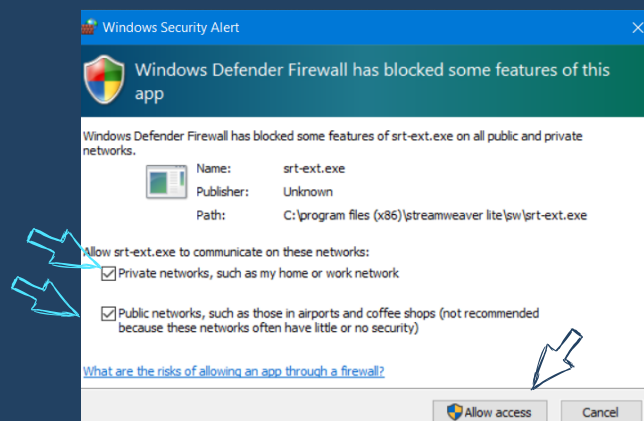 Windows Security Alert
Windows Defender Firewall has blocked some features of this
app
Windows Defender Firewall has blocked some features of srt-ext.exe on all public and private
networks.
Name: srt-ext.exe
Publisher: Unknown
Path: C:\program files (x86)\streamweaver lite\sw\srt-ext.exe
Allow srt-ext.exe to communicate on these networks:
Private networks, such as my home or work network
Public networks, such as those in airports and coffee shops (not recommended
because these networks often have little or no security)
What are the risks of allowing an app through a firewall?
Allow access Cancel